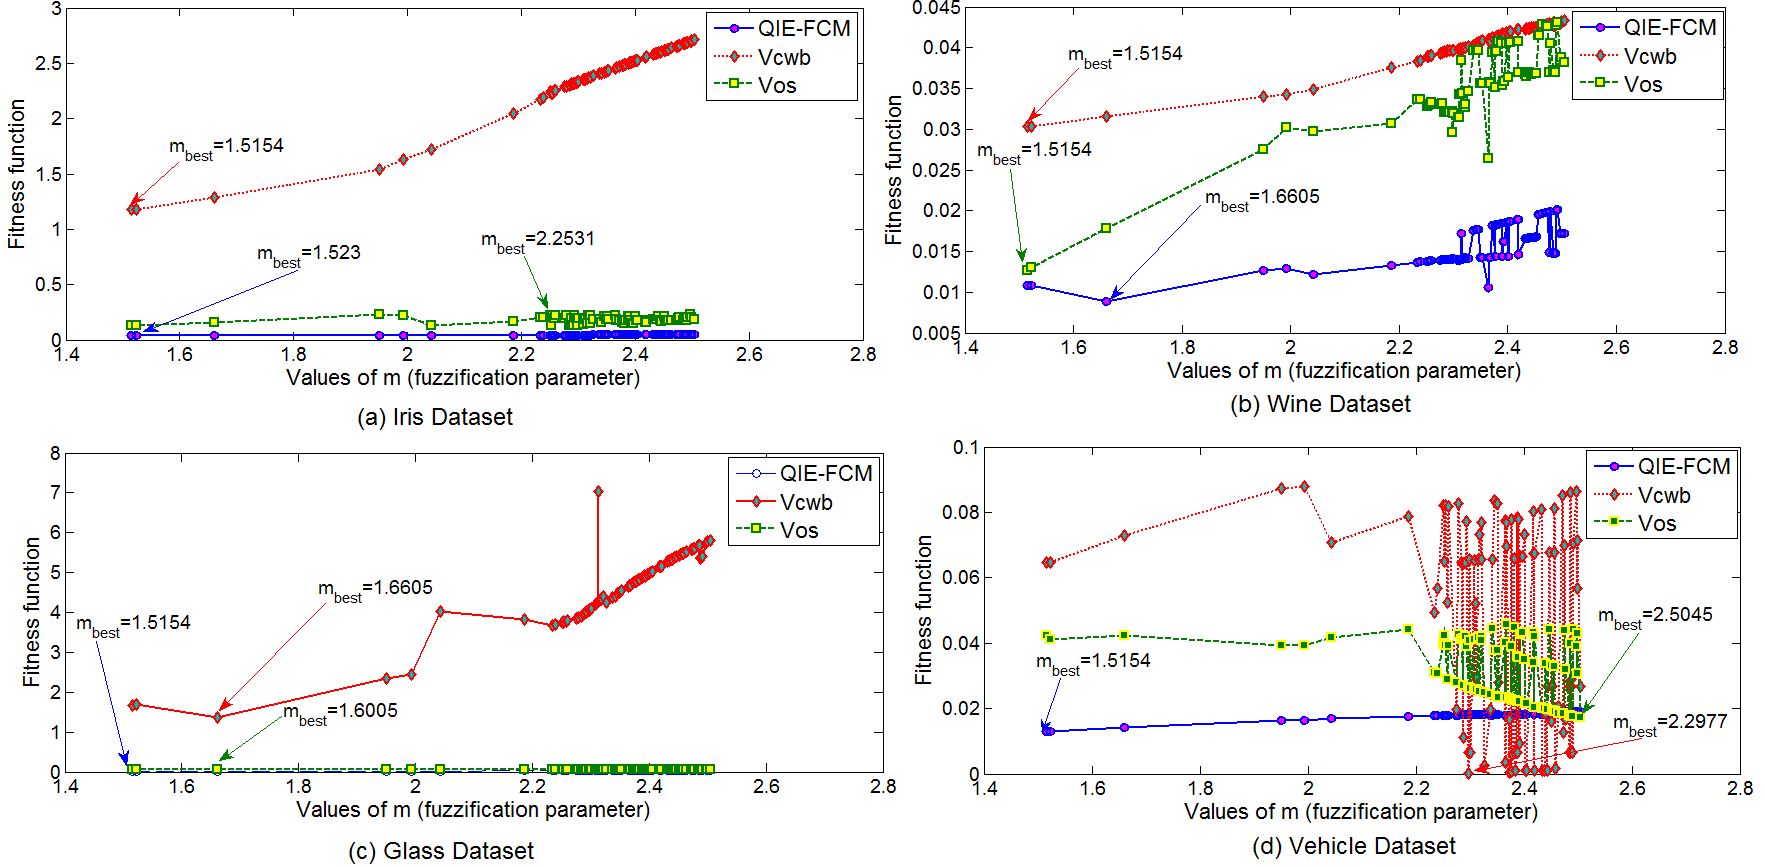 3
2.5
2
1.5
1
0.5
0
1.4 1.6 1.8 2 2.2 2.4 2.6 2.8
Fitness function
Values of m (fuzzification parameter)
QIE-FCM
Vcwb
Vos
mbest=1.5154
mbest=1.523
mbest=2.2531
(a) Iris Dataset
0.045
0.04
0.035
0.03
0.025
0.02
0.015
0.01
0.005
1.4 1.6 1.8 2 2.2 2.4 2.6 2.8
Fitness function
Values of m (fuzzification parameter)
QIE-FCM
Vcwb
Vos
mbest=1.5154
mbest=1.5154
mbest=1.6605
(b) Wine Dataset
8
7
6
5
4
3
2
1
0
1.4 1.6 1.8 2 2.2 2.4 2.6 2.8
Fitness function
Values of m (fuzzification parameter)
QIE-FCM
Vcwb
Vos
mbest=1.6605
mbest=1.5154
mbest=1.6005
(c) Glass Dataset
0.1
0.08
0.06
0.04
0.02
0
1.4 1.6 1.8 2 2.2 2.4 2.6 2.8
Fitness function
Values of m (fuzzification parameter)
QIE-FCM
Vcwb
Vos
mbest=2.5045
mbest=1.5154
mbest=2.2977
(d) Vehicle Dataset